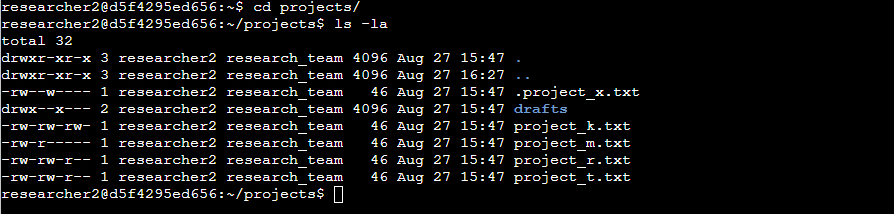 researcher2@d5f4295ed656:~$ cd projects/
researcher2@d5f4295ed656:~/projects$ ls -la
total 32
drwxr-xr-x 3 researcher2 research_team 4096 Aug 27 15:47 .
drwxr-xr-x 3 researcher2 research_team 4096 Aug 27 16:27 ..
-rw--w---- 1 researcher2 research_team   46 Aug 27 15:47 .project_x.txt
drwx--x--- 2 researcher2 research_team 4096 Aug 27 15:47 drafts
-rw-rw-rw- 1 researcher2 research_team   46 Aug 27 15:47 project_k.txt
-rw-r----- 1 researcher2 research_team   46 Aug 27 15:47 project_m.txt
-rw-rw-r-- 1 researcher2 research_team   46 Aug 27 15:47 project_r.txt
-rw-rw-r-- 1 researcher2 research_team   46 Aug 27 15:47 project_t.txt
researcher2@d5f4295ed656:~/projects$